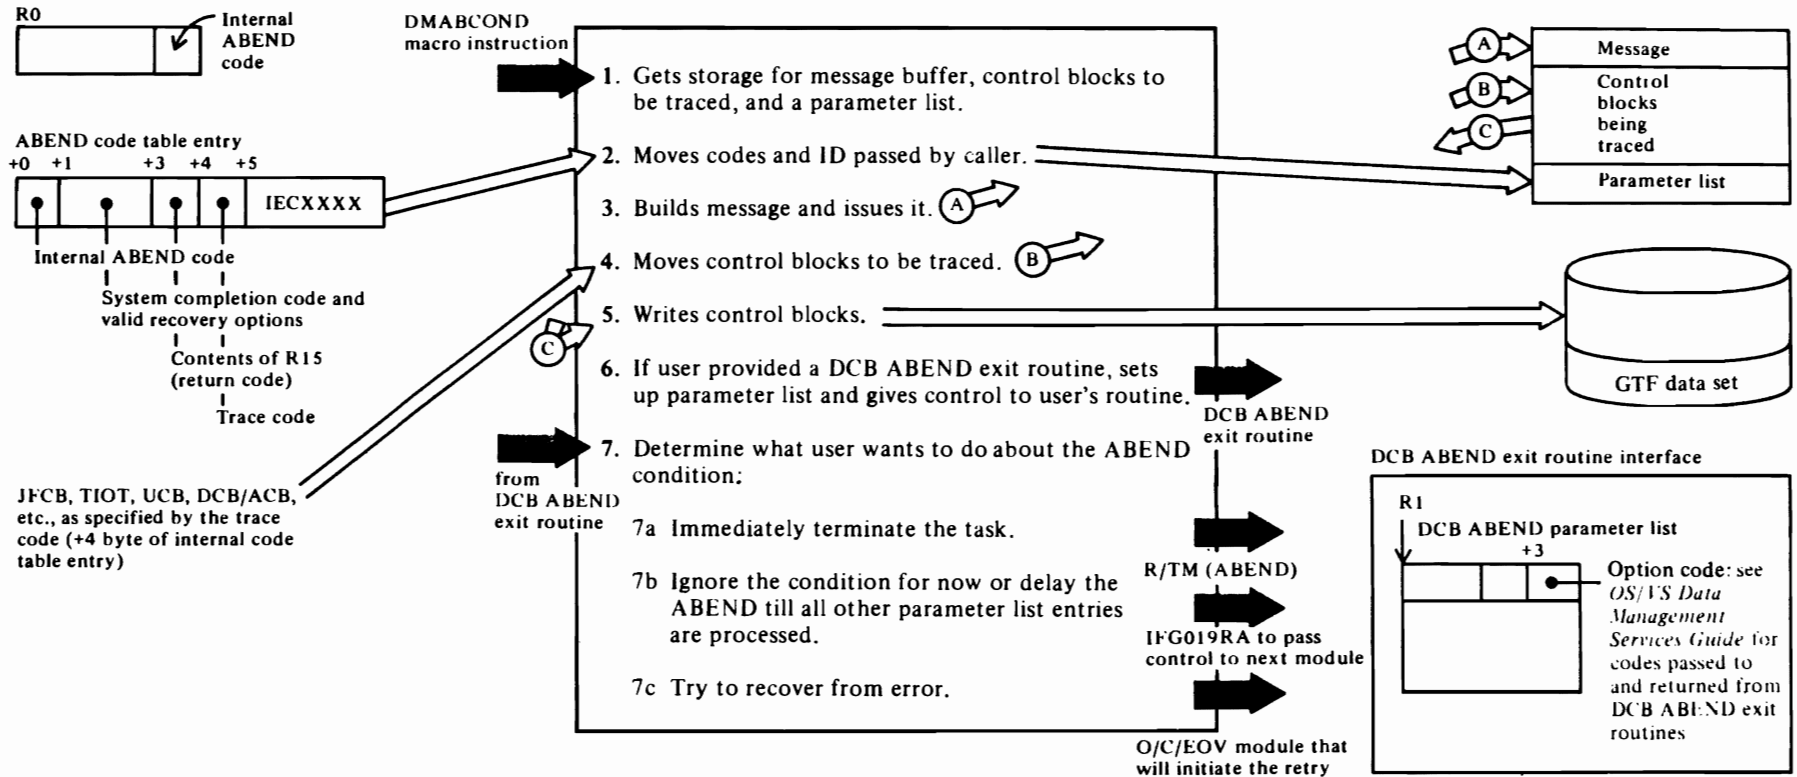 R0
Internal
ABEND
code
ABEND code table entry
+0 +1 +3 +4 +5
IECXXXX
Internal ABEND code
System completion code and
valid recovery options
Contents of R15
(return code)
Trace code
JFCB, TIOT, UCB, DCB/ACB,
etc., as specified by the trace
code (+4 byte of internal code
table entry)
DMABCOND
macro instruction
1. Gets storage for message buffer, control blocks to
be traced, and a parameter list.
2. Moves codes and ID passed by caller.
3. Builds message and issues it. A
4. Moves control blocks to be traced. B
5. Writes control blocks.
C
6. If user provided a DCB ABEND exit routine, sets
up parameter list and gives control to user's routine.
DCB ABEND
exit routine
from
DCB ABEND
exit routine
7. Determine what user wants to do about the ABEND
condition:
7a Immediately terminate the task.
R/TM (ABEND)
7b Ignore the condition for now or delay the
ABEND till all other parameter list entries
are processed.
IFG019RA to pass
control to next module
7c Try to recover from error.
O/C/EOV module that
will initiate the retry
A
Message
B
C
Control
blocks
being
traced
Parameter list
GTF data set
DCB ABEND exit routine interface
R1
DCB ABEND parameter list
+3
Option code: see
OS/VS Data
Management
Services Guide for
codes passed to
and returned from
DCB ABEND exit
routines